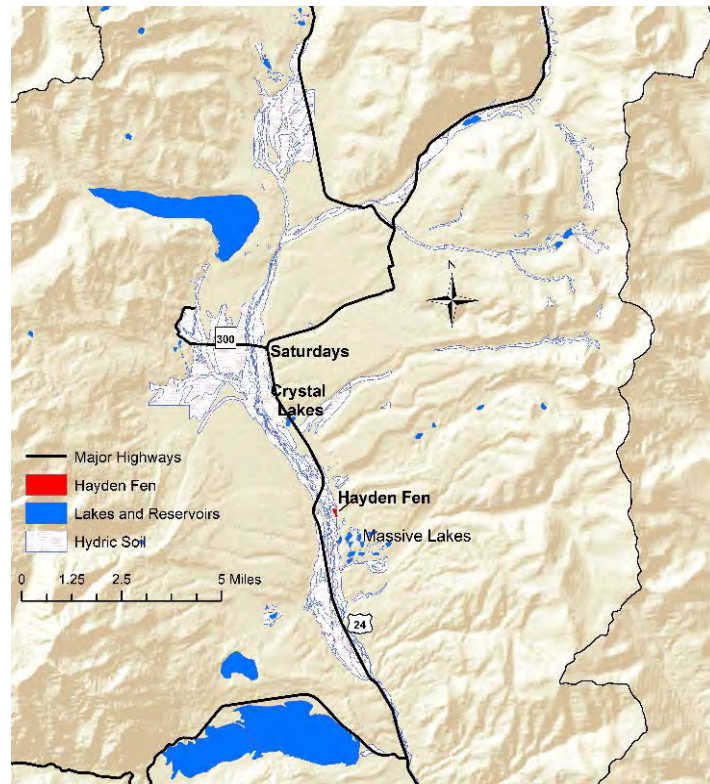 N
300
Saturdays
Crystal
Lakes
Major Highways
Hayden Fen
Lakes and Reservoirs
Hydric Soil
Hayden Fen
Massive Lakes
0 1.25 2.5 5 Miles
24